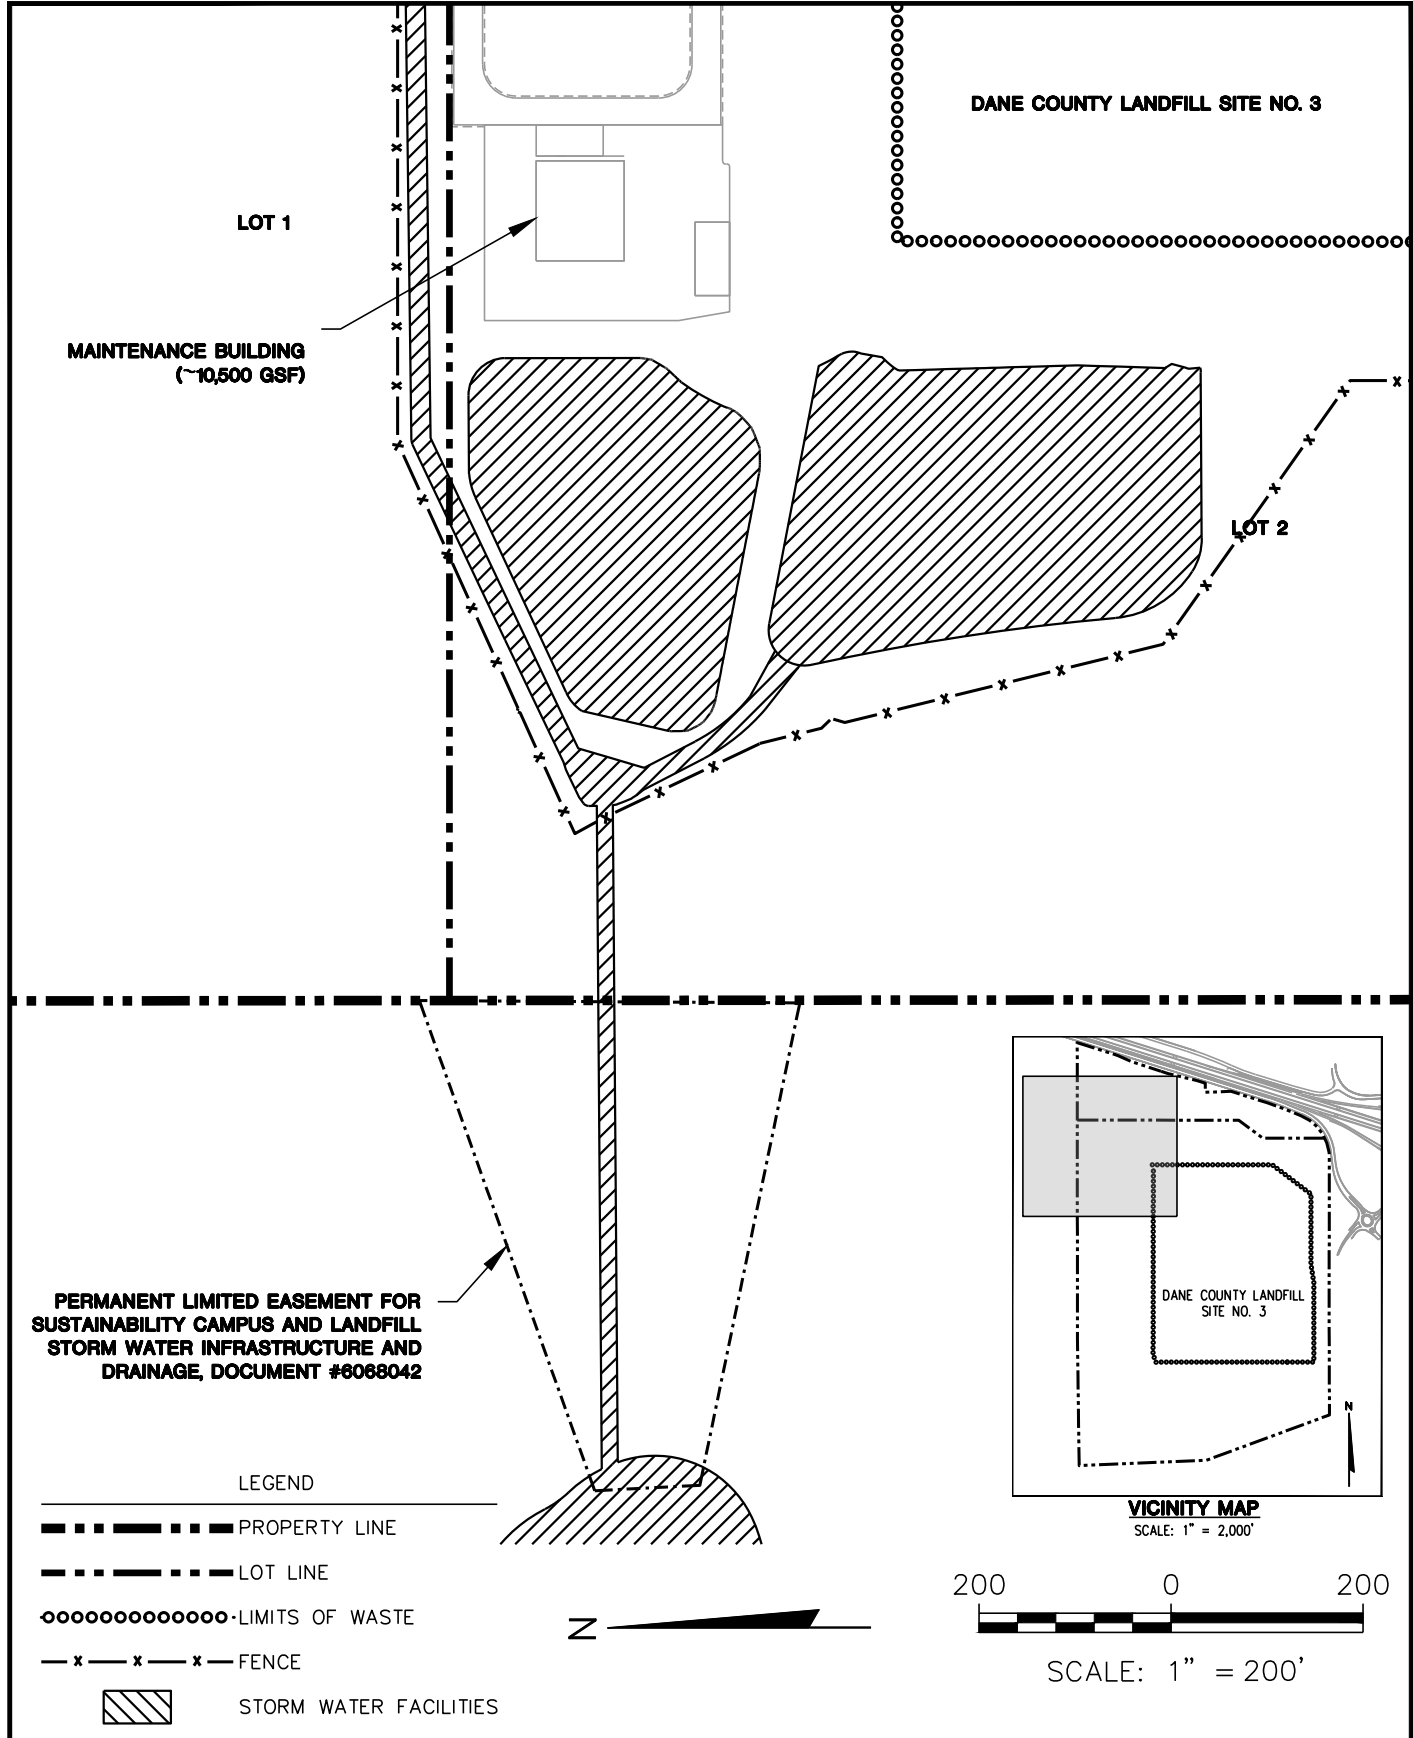 DANE COUNTY LANDFILL SITE NO. 3
LOT 1
MAINTENANCE BUILDING
(~10,500 GSF)
LOT 2
PERMANENT LIMITED EASEMENT FOR
SUSTAINABILITY CAMPUS AND LANDFILL
STORM WATER INFRASTRUCTURE AND
DRAINAGE, DOCUMENT #6068042
DANE COUNTY LANDFILL
SITE NO. 3
N
VICINITY MAP
SCALE: 1" = 2,000'
LEGEND
PROPERTY LINE
LOT LINE
LIMITS OF WASTE
FENCE
STORM WATER FACILITIES
N
200 0 200
SCALE: 1" = 200'